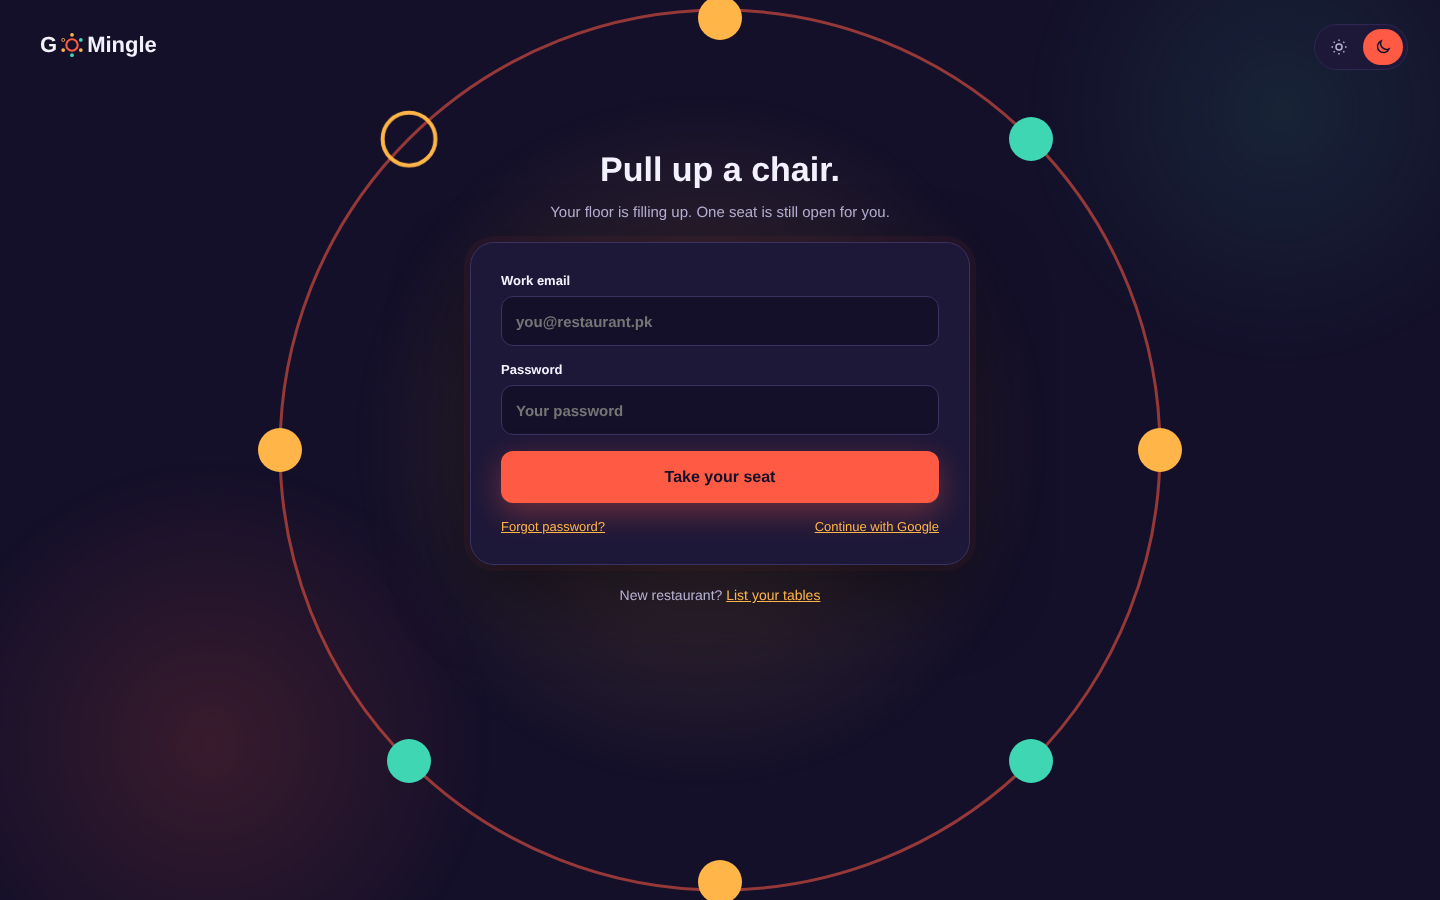 G Mingle
Pull up a chair.
Your floor is filling up. One seat is still open for you.
Work email
you@restaurant.pk
Password
Your password
Take your seat
Forgot password?
Continue with Google
New restaurant? List your tables